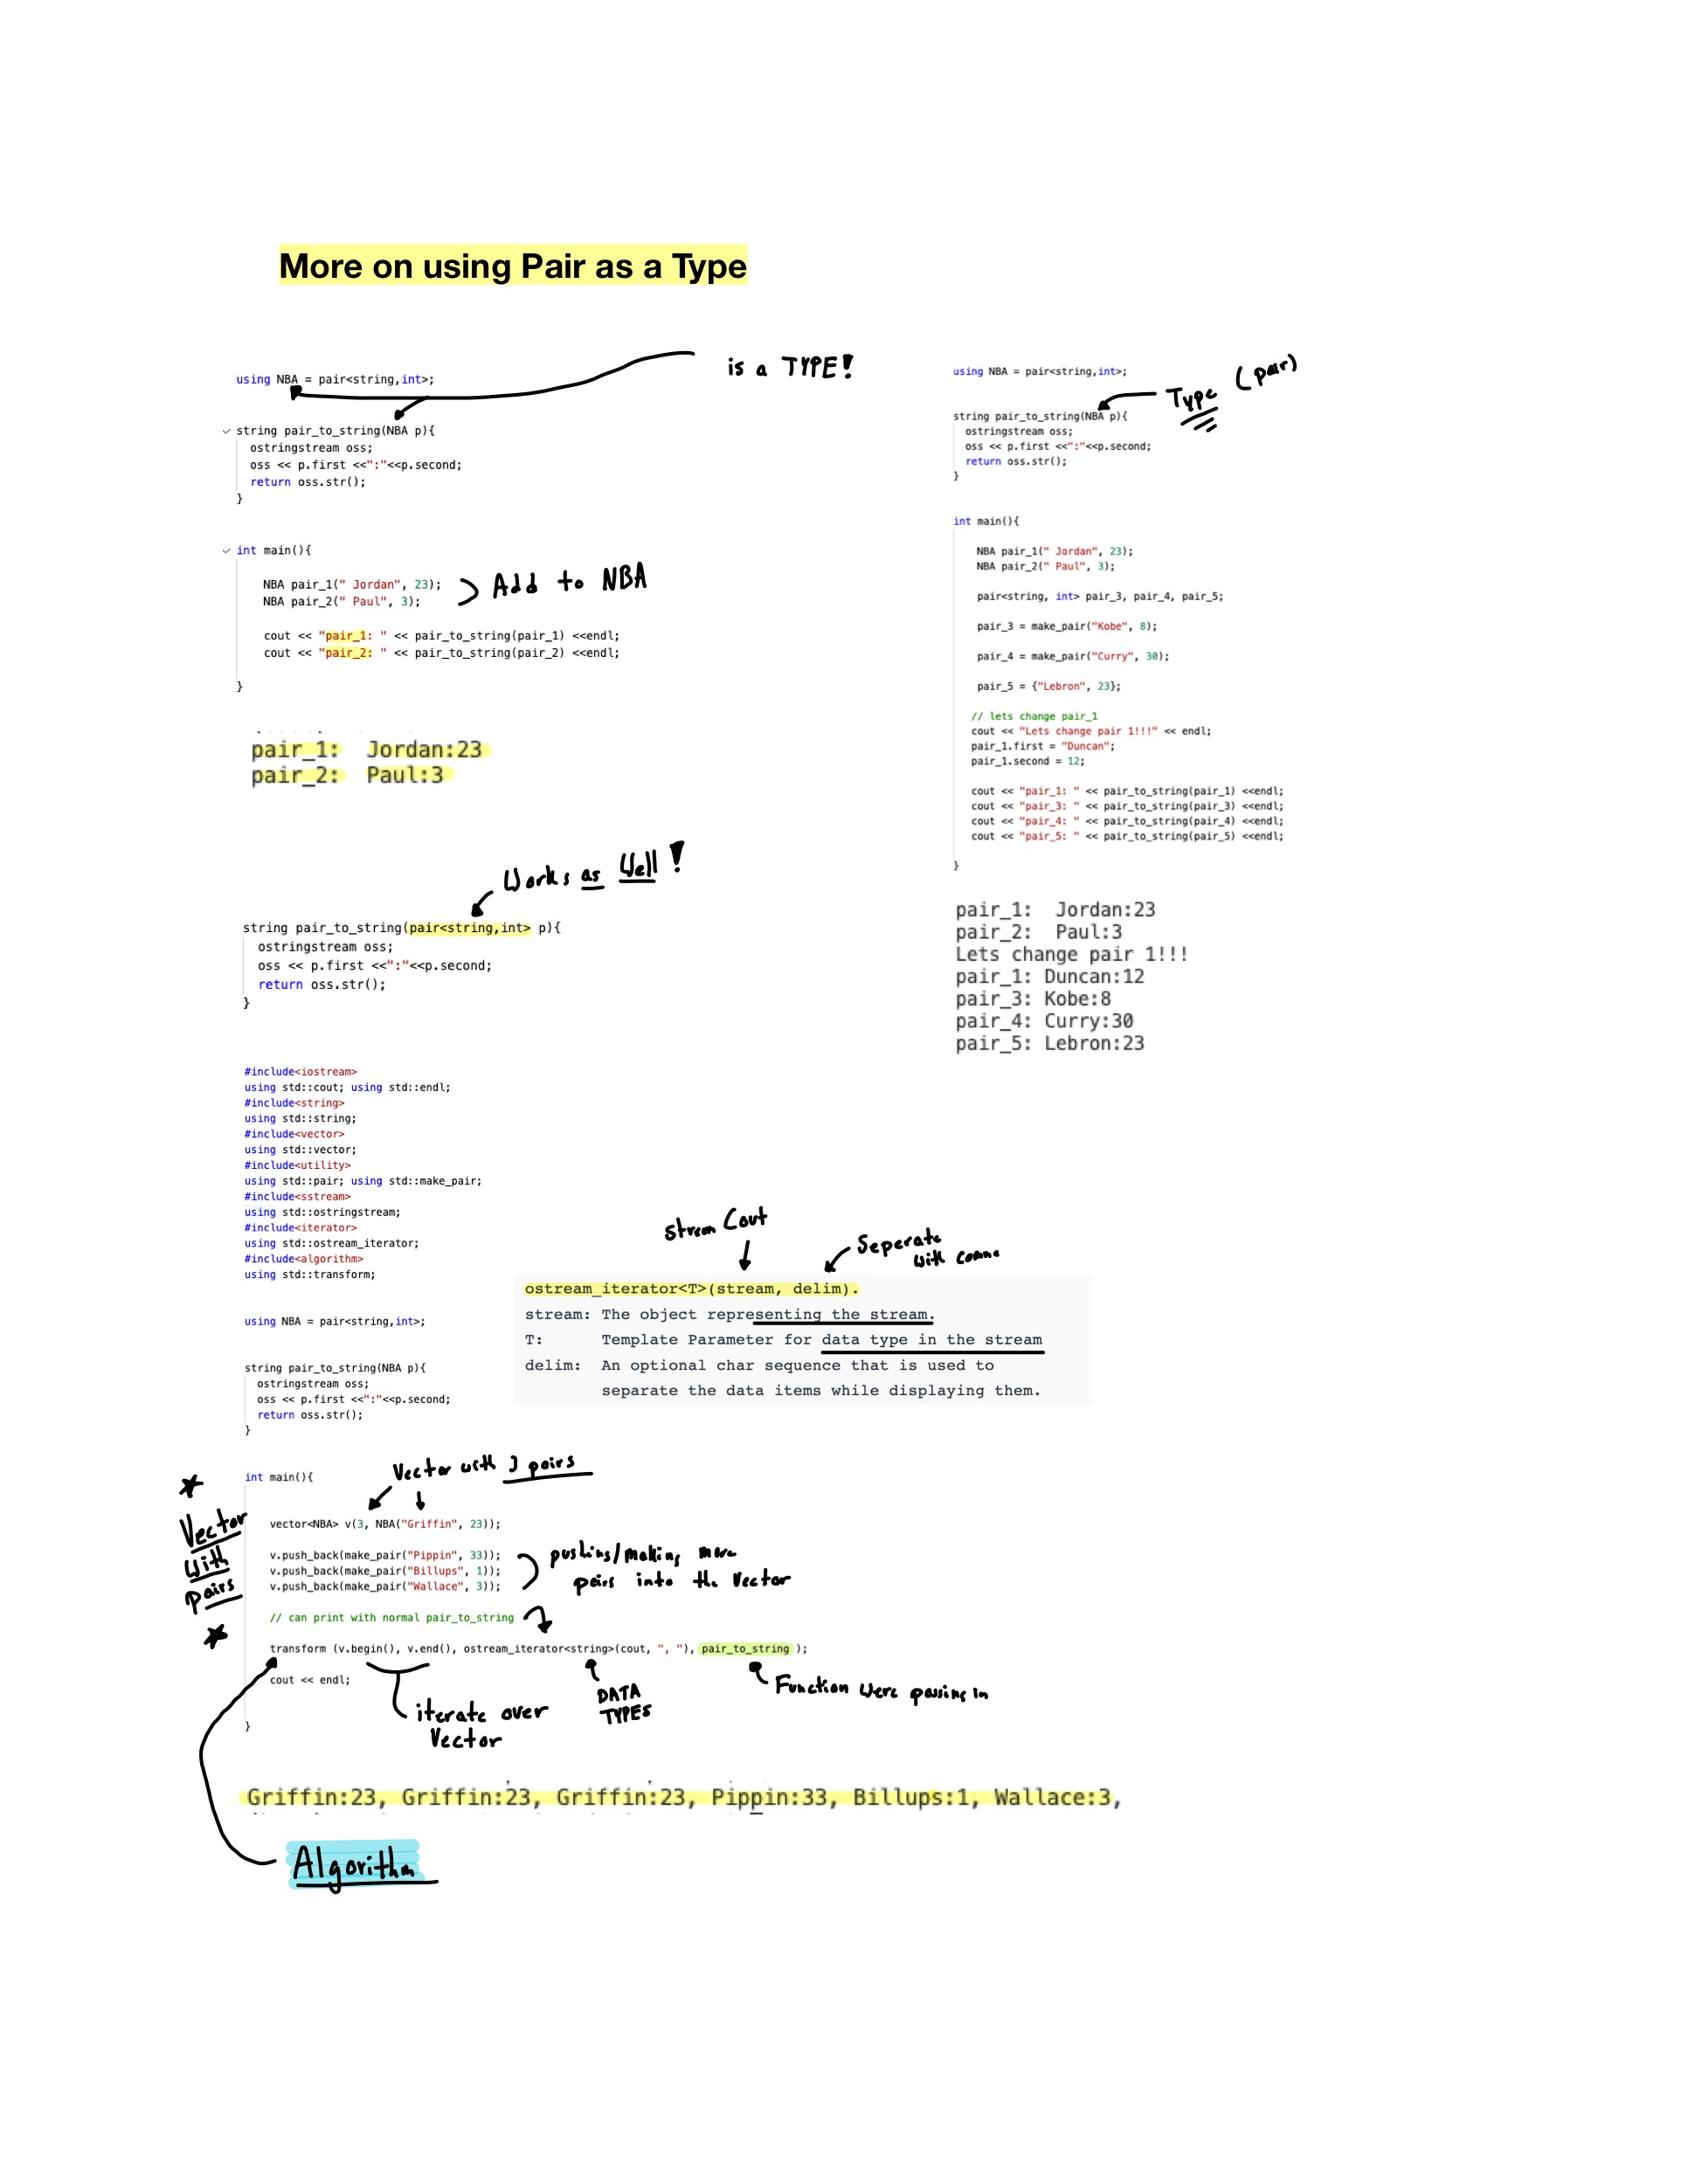 More on using Pair as a Type
is a TYPE!
using NBA = pair<string,int>;
string pair_to_string(NBA p){
ostringstream oss;
oss << p.first <<":"<<p.second;
return oss.str();
}
int main(){
NBA pair_1(" Jordan", 23);
NBA pair_2(" Paul", 3);
Add to NBA
cout << "pair_1: " << pair_to_string(pair_1) <<endl;
cout << "pair_2: " << pair_to_string(pair_2) <<endl;
}
pair_1:  Jordan:23
pair_2:  Paul:3
Works as Well!
string pair_to_string(pair<string,int> p){
ostringstream oss;
oss << p.first <<":"<<p.second;
return oss.str();
}
using NBA = pair<string,int>;
Type (pair)
string pair_to_string(NBA p){
ostringstream oss;
oss << p.first <<":"<<p.second;
return oss.str();
}
int main(){
NBA pair_1(" Jordan", 23);
NBA pair_2(" Paul", 3);
pair<string, int> pair_3, pair_4, pair_5;
pair_3 = make_pair("Kobe", 8);
pair_4 = make_pair("Curry", 30);
pair_5 = {"Lebron", 23};
// lets change pair_1
cout << "Lets change pair 1!!!" << endl;
pair_1.first = "Duncan";
pair_1.second = 12;
cout << "pair_1: " << pair_to_string(pair_1) <<endl;
cout << "pair_3: " << pair_to_string(pair_3) <<endl;
cout << "pair_4: " << pair_to_string(pair_4) <<endl;
cout << "pair_5: " << pair_to_string(pair_5) <<endl;
}
pair_1:  Jordan:23
pair_2:  Paul:3
Lets change pair 1!!!
pair_1: Duncan:12
pair_3: Kobe:8
pair_4: Curry:30
pair_5: Lebron:23
#include<iostream>
using std::cout; using std::endl;
#include<string>
using std::string;
#include<vector>
using std::vector;
#include<utility>
using std::pair; using std::make_pair;
#include<sstream>
using std::ostringstream;
#include<iterator>
using std::ostream_iterator;
#include<algorithm>
using std::transform;
using NBA = pair<string,int>;
string pair_to_string(NBA p){
ostringstream oss;
oss << p.first <<":"<<p.second;
return oss.str();
}
stream Cout
Seperate
with comma
ostream_iterator<T>(stream, delim).
stream: The object representing the stream.
T: Template Parameter for data type in the stream
delim: An optional char sequence that is used to
separate the data items while displaying them.
Vector with 3 pairs
int main(){
Vector
with
pairs
vector<NBA> v(3, NBA("Griffin", 23));
v.push_back(make_pair("Pippin", 33));
v.push_back(make_pair("Billups", 1));
v.push_back(make_pair("Wallace", 3));
pushing/making more
pairs into the Vector
// can print with normal pair_to_string
transform (v.begin(), v.end(), ostream_iterator<string>(cout, ", "), pair_to_string );
cout << endl;
}
iterate over
Vector
DATA
TYPES
Function were passing in
Griffin:23, Griffin:23, Griffin:23, Pippin:33, Billups:1, Wallace:3,
Algorithm